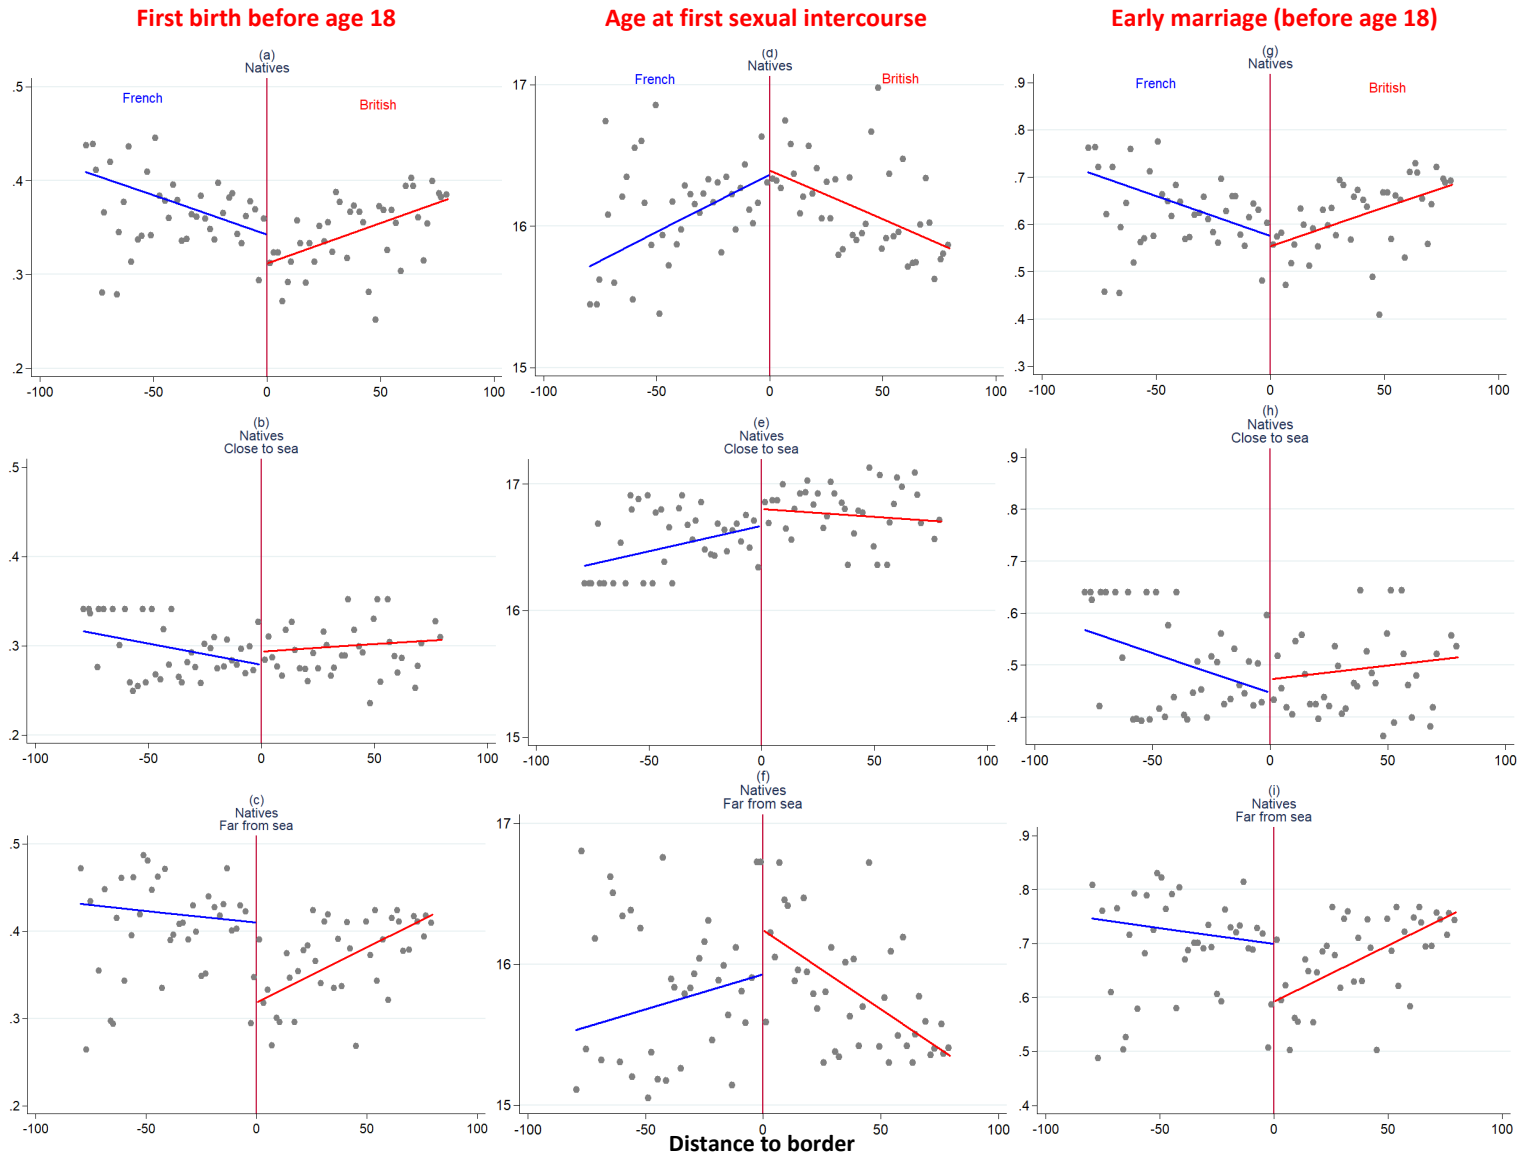 First birth before age 18
Age at first sexual intercourse
Early marriage (before age 18)
(a)
Natives
French
British
.5
.4
.3
.2
-100
-50
0
50
100
(d)
Natives
French
British
17
16
15
-100
-50
0
50
100
(g)
Natives
French
British
.9
.8
.7
.6
.5
.4
.3
-100
-50
0
50
100
(b)
Natives
Close to sea
.5
.4
.3
.2
-100
-50
0
50
100
(e)
Natives
Close to sea
17
16
15
-100
-50
0
50
100
(h)
Natives
Close to sea
.9
.8
.7
.6
.5
.4
-100
-50
0
50
100
(c)
Natives
Far from sea
.5
.4
.3
.2
-100
-50
0
50
100
(f)
Natives
Far from sea
17
16
15
-100
-50
0
50
100
(i)
Natives
Far from sea
.9
.8
.7
.6
.5
.4
-100
-50
0
50
100
Distance to border